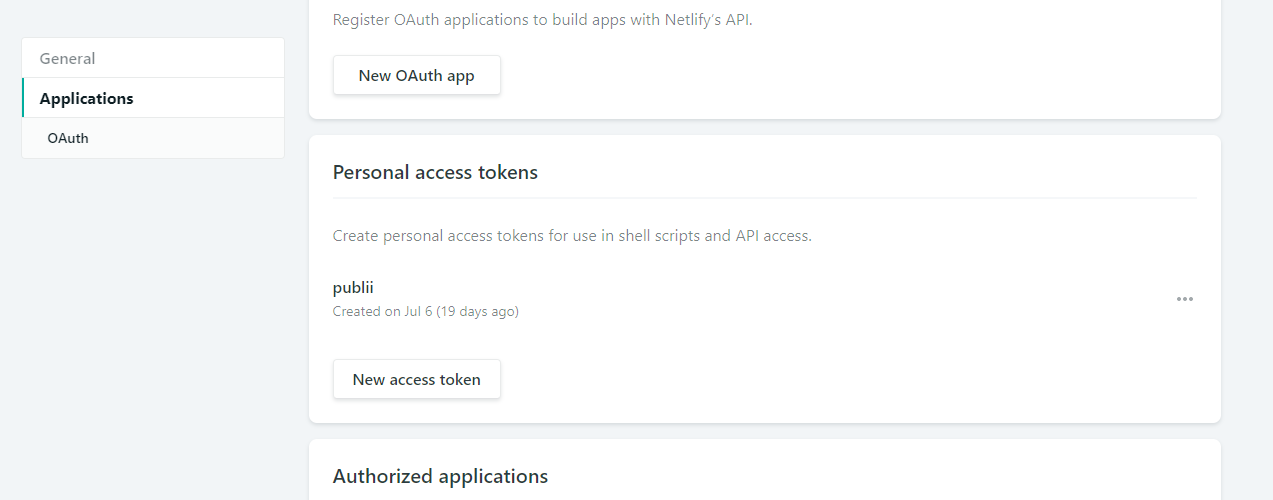 Register OAuth applications to build apps with Netlify's API.
General
New OAuth app
Applications
OAuth
Personal access tokens
Create personal access tokens for use in shell scripts and API access.
publii
Created on Jul 6 (19 days ago)
New access token
Authorized applications